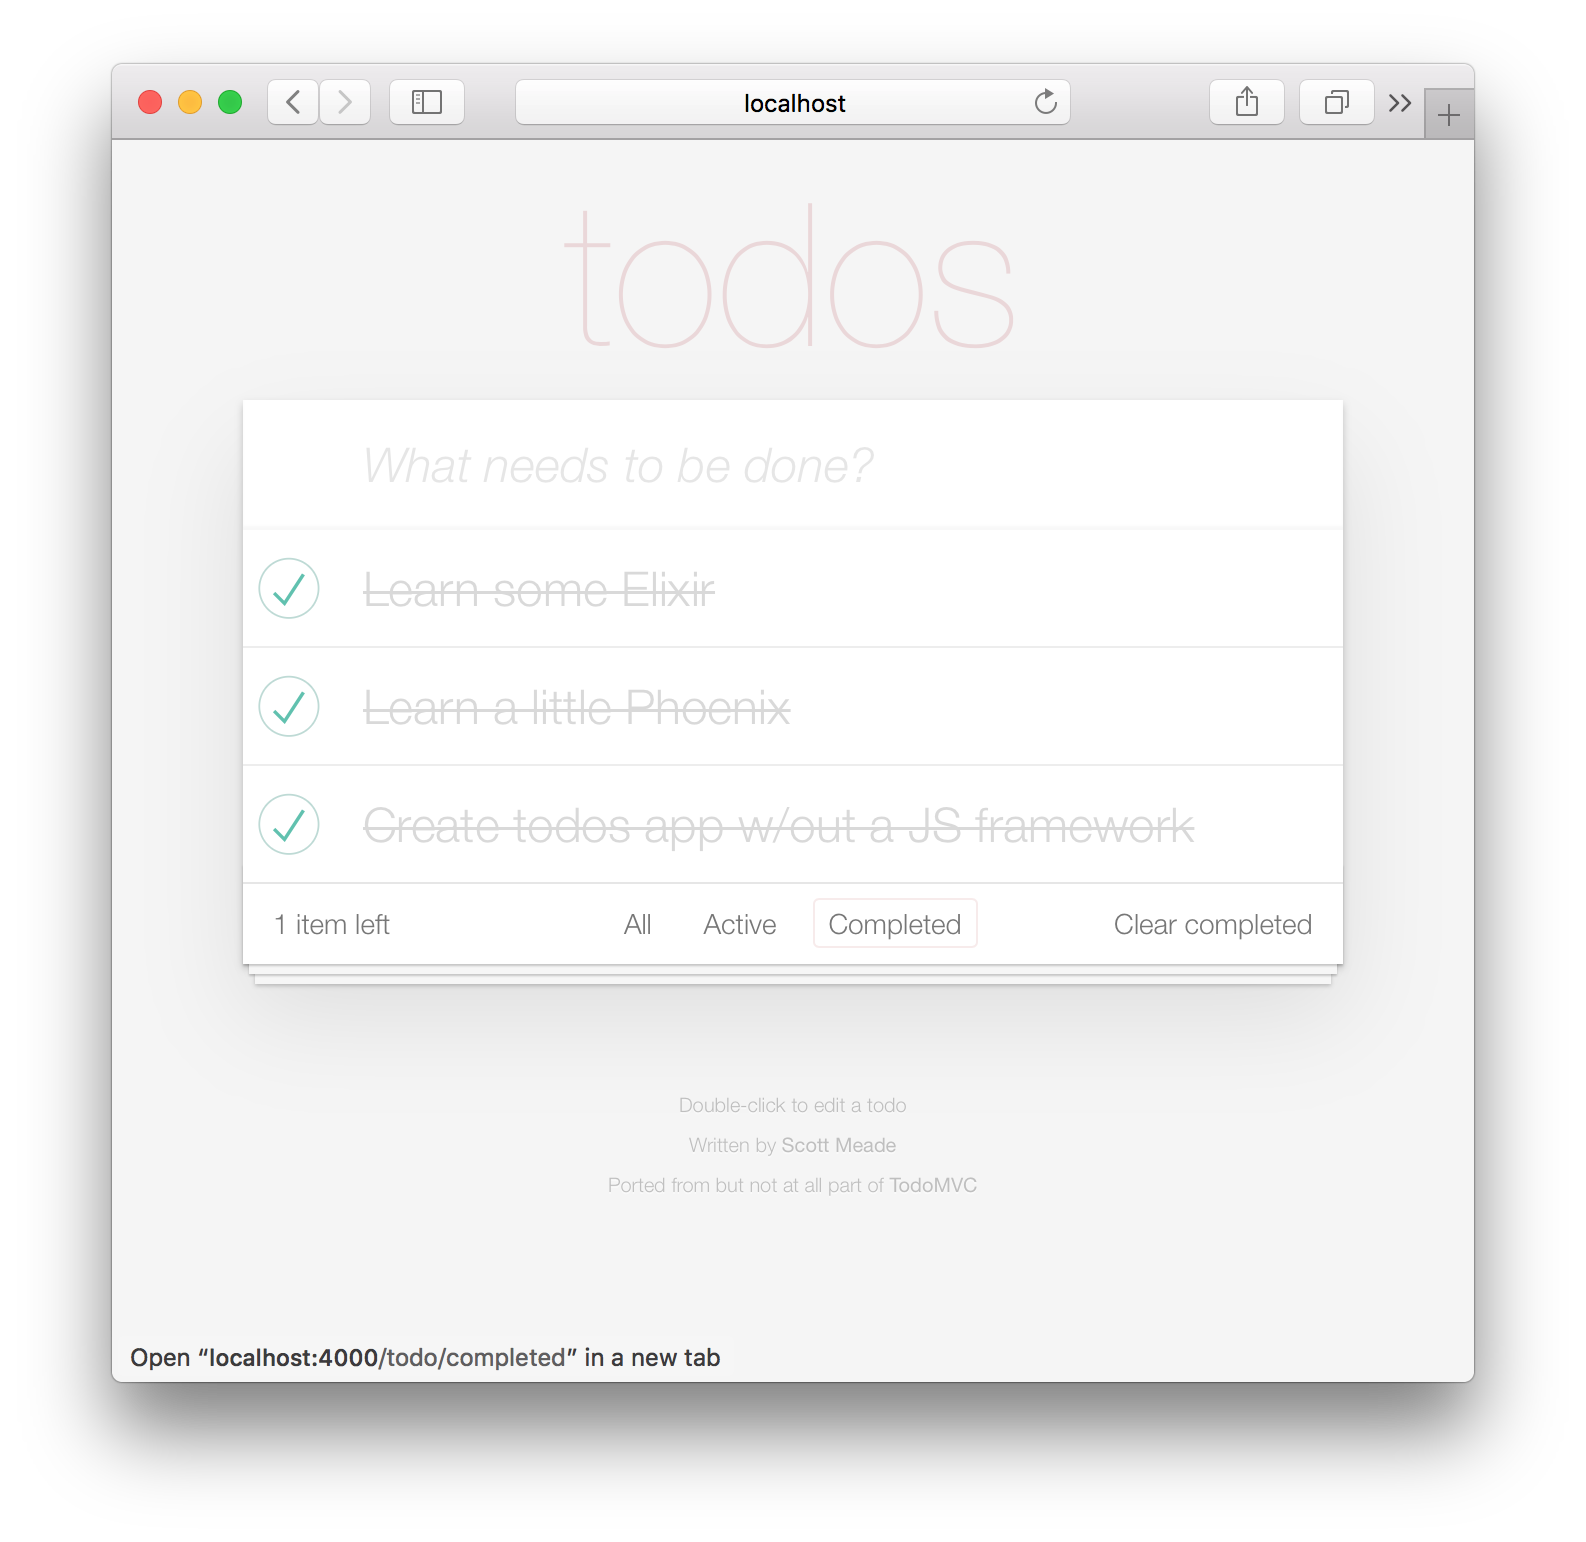 localhost
todos
What needs to be done?
Learn some Elixir
Learn a little Phoenix
Create todos app w/out a JS framework
1 item left All Active Completed Clear completed
Double-click to edit a todo
Written by Scott Meade
Ported from but not at all part of TodoMVC
Open “localhost:4000/todo/completed” in a new tab